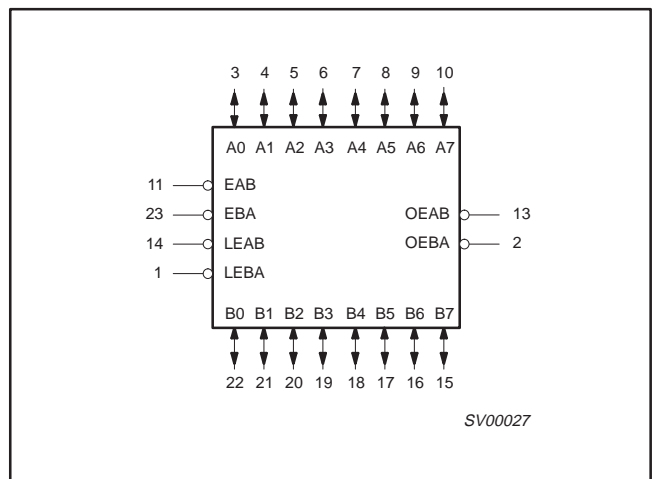 3 4 5 6 7 8 9 10
A0 A1 A2 A3 A4 A5 A6 A7
11 EAB
23 EBA OEAB 13
14 LEAB OEBA 2
1 LEBA
B0 B1 B2 B3 B4 B5 B6 B7
22 21 20 19 18 17 16 15
SV00027